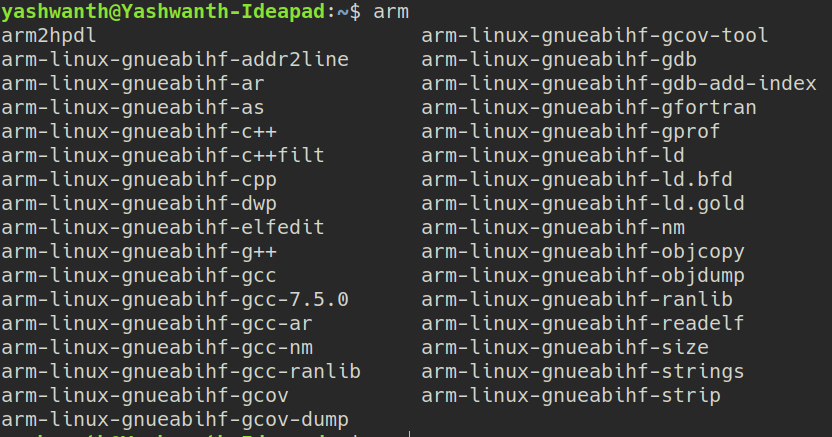 yashwanth@Yashwanth-Ideapad:~$ arm
arm2hpdl arm-linux-gnueabihf-gcov-tool
arm-linux-gnueabihf-addr2line arm-linux-gnueabihf-gdb
arm-linux-gnueabihf-ar arm-linux-gnueabihf-gdb-add-index
arm-linux-gnueabihf-as arm-linux-gnueabihf-gfortran
arm-linux-gnueabihf-c++ arm-linux-gnueabihf-gprof
arm-linux-gnueabihf-c++filt arm-linux-gnueabihf-ld
arm-linux-gnueabihf-cpp arm-linux-gnueabihf-ld.bfd
arm-linux-gnueabihf-dwp arm-linux-gnueabihf-ld.gold
arm-linux-gnueabihf-elfedit arm-linux-gnueabihf-nm
arm-linux-gnueabihf-g++ arm-linux-gnueabihf-objcopy
arm-linux-gnueabihf-gcc arm-linux-gnueabihf-objdump
arm-linux-gnueabihf-gcc-7.5.0 arm-linux-gnueabihf-ranlib
arm-linux-gnueabihf-gcc-ar arm-linux-gnueabihf-readelf
arm-linux-gnueabihf-gcc-nm arm-linux-gnueabihf-size
arm-linux-gnueabihf-gcc-ranlib arm-linux-gnueabihf-strings
arm-linux-gnueabihf-gcov arm-linux-gnueabihf-strip
arm-linux-gnueabihf-gcov-dump